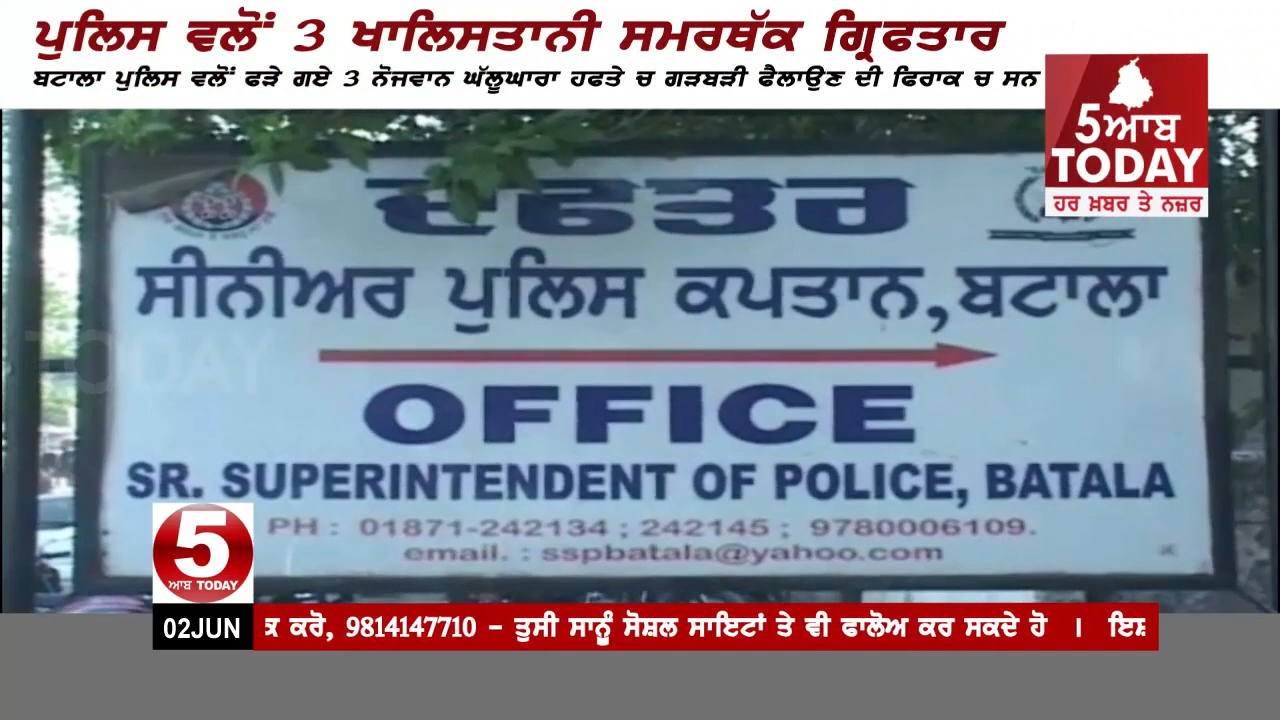 ਪੁਲਿਸ ਵਲੋਂ 3 ਖਾਲਿਸਤਾਨੀ ਸਮਰਥੱਕ ਗ੍ਰਿਫਤਾਰ
ਬਟਾਲਾ ਪੁਲਿਸ ਵਲੋਂ ਫੜੇ ਗਏ 3 ਨੋਜਵਾਨ ਘੱਲੂਘਾਰਾ ਹਫਤੇ ਚ ਗੜਬੜੀ ਫੈਲਾਉਣ ਦੀ ਫਿਰਾਕ ਚ ਸਨ
5ਆਬ
TODAY
ਹਰ ਖ਼ਬਰ ਤੇ ਨਜ਼ਰ
ਦਫਤਰ
ਸੀਨੀਅਰ ਪੁਲਿਸ ਕਪਤਾਨ, ਬਟਾਲਾ
TODAY
OFFICE
SR. SUPERINTENDENT OF POLICE, BATALA
PH : 01871-242134 ; 242145 ; 9780006109.
email. : sspbatala@yahoo.com
5
ਆਬ TODAY
02JUN
ਕ ਕਰੋ, 9814147710 - ਤੁਸੀ ਸਾਨੂੰ ਸੋਸ਼ਲ ਸਾਇਟਾਂ ਤੇ ਵੀ ਫਾਲੋਅ ਕਰ ਸਕਦੇ ਹੋ । ਇਸ਼